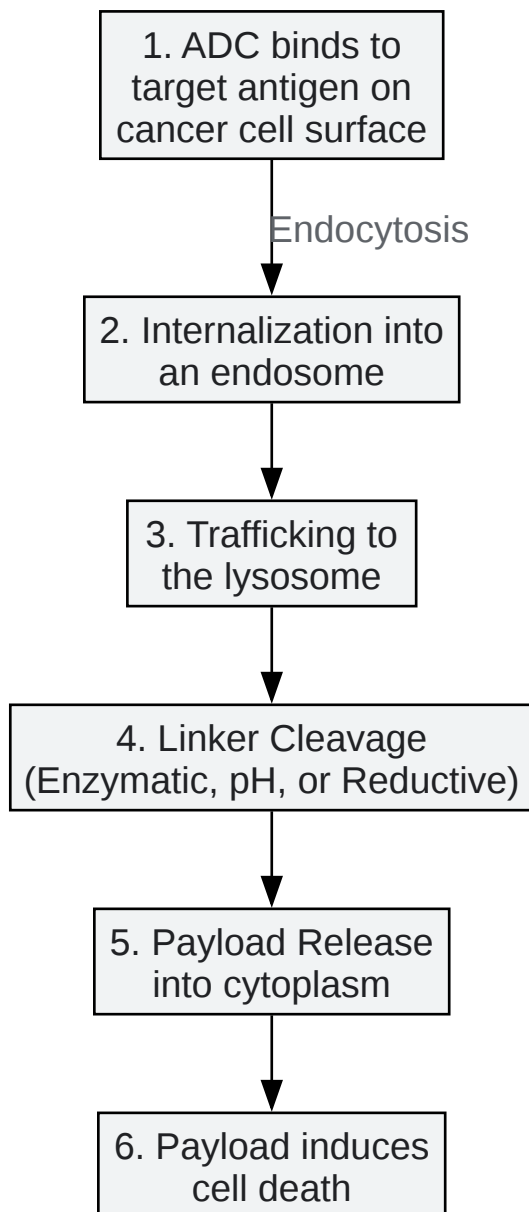 1. ADC binds to
target antigen on
cancer cell surface
Endocytosis
2. Internalization into
an endosome
3. Trafficking to
the lysosome
4. Linker Cleavage
(Enzymatic, pH, or Reductive)
5. Payload Release
into cytoplasm
6. Payload induces
cell death